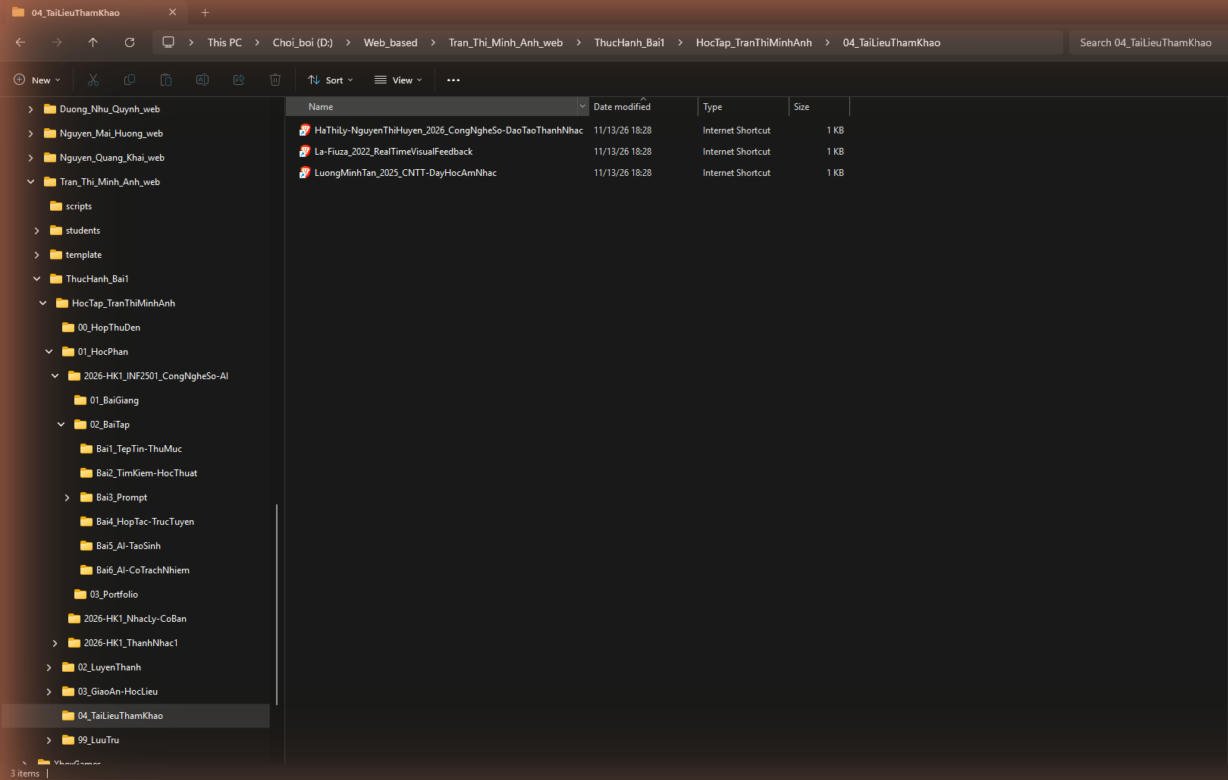 04_TaiLieuThamKhao
This PC > Choi_boi (D:) > Web_based > Tran_Thi_Minh_Anh_web > ThucHanh_Bai1 > HocTap_TranThiMinhAnh > 04_TaiLieuThamKhao
Search 04_TaiLieuThamKhao
New Sort View
Duong_Nhu_Quynh_web
Nguyen_Mai_Huong_web
Nguyen_Quang_Khai_web
Tran_Thi_Minh_Anh_web
scripts
students
template
ThucHanh_Bai1
HocTap_TranThiMinhAnh
00_HopThuDen
01_HocPhan
2026-HK1_INF2501_CongNgheSo-AI
01_BaiGiang
02_BaiTap
Bai1_TepTin-ThuMuc
Bai2_TimKiem-HocThuat
Bai3_Prompt
Bai4_HopTac-TrucTuyen
Bai5_AI-TaoSinh
Bai6_AI-CoTrachNhiem
03_Portfolio
2026-HK1_NhacLy-CoBan
2026-HK1_ThanhNhac1
02_LuyenThanh
03_GiaoAn-HocLieu
04_TaiLieuThamKhao
99_LuuTru
XboxGames
Name Date modified Type Size
HaThiLy-NguyenThiHuyen_2026_CongNgheSo-DaoTaoThanhNhac 11/13/26 18:28 Internet Shortcut 1 KB
La-Fiuza_2022_RealTimeVisualFeedback 11/13/26 18:28 Internet Shortcut 1 KB
LuongMinhTan_2025_CNTT-DayHocAmNhac 11/13/26 18:28 Internet Shortcut 1 KB
3 items